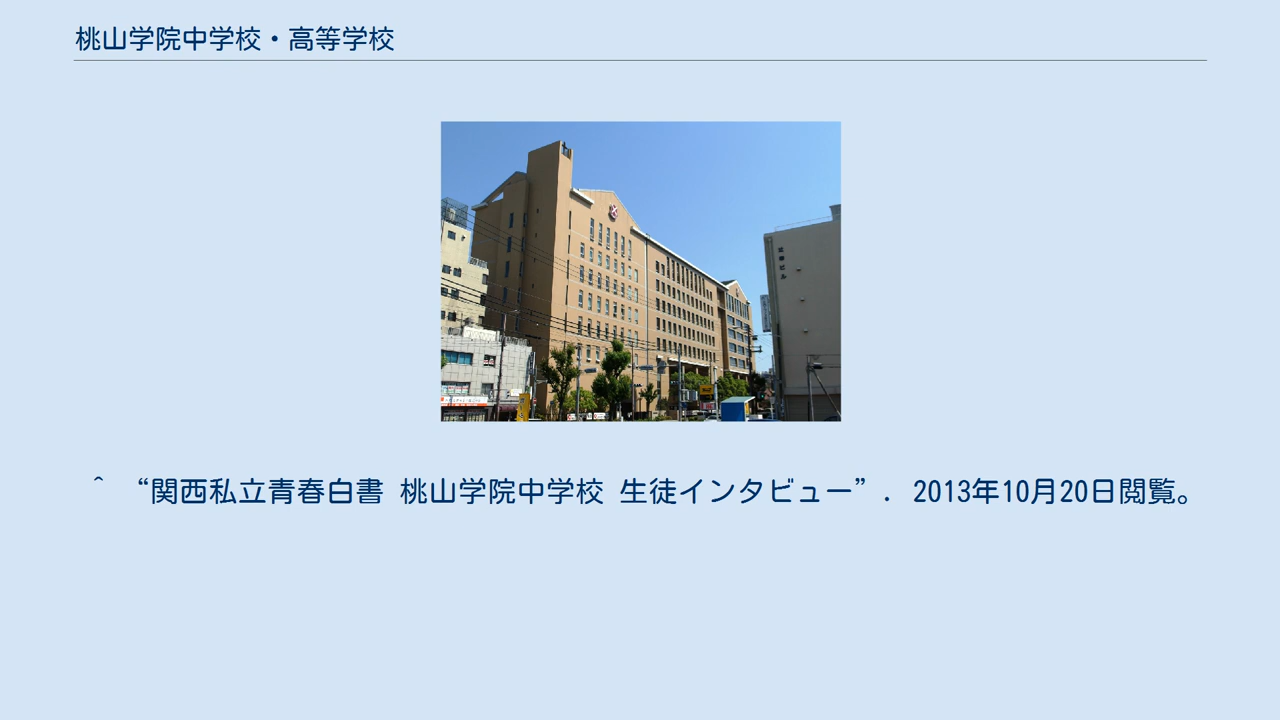 桃山学院中学校・高等学校
^ “関西私立青春白書 桃山学院中学校 生徒インタビュー”. 2013年10月20日閲覧。